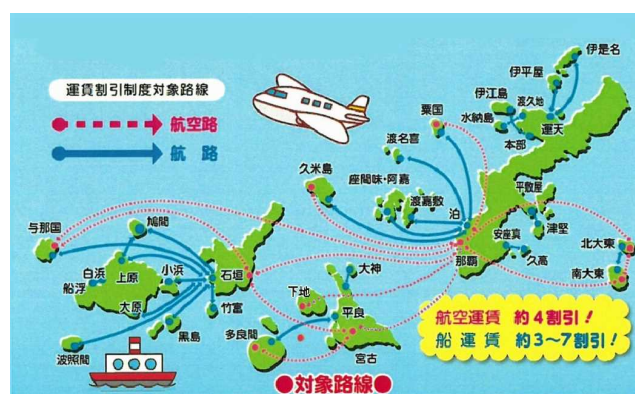 運賃割引制度対象路線
航空路
航路
伊是名
伊平屋
伊江島
渡久地
水納島
運天
本部
粟国
渡名喜
久米島
座間味・阿嘉
渡嘉敷
泊
那覇
平敷屋
津堅
安座真
久高
北大東
南大東
与那国
鳩間
白浜
船浮
上原
小浜
石垣
大原
竹富
黒島
波照間
下地
大神
平良
多良間
宮古
航空運賃 約4割引!
船運賃 約3~7割引!
●対象路線●